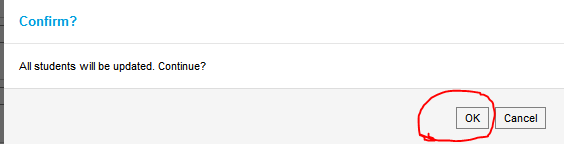 Confirm?
All students will be updated. Continue?
OK Cancel